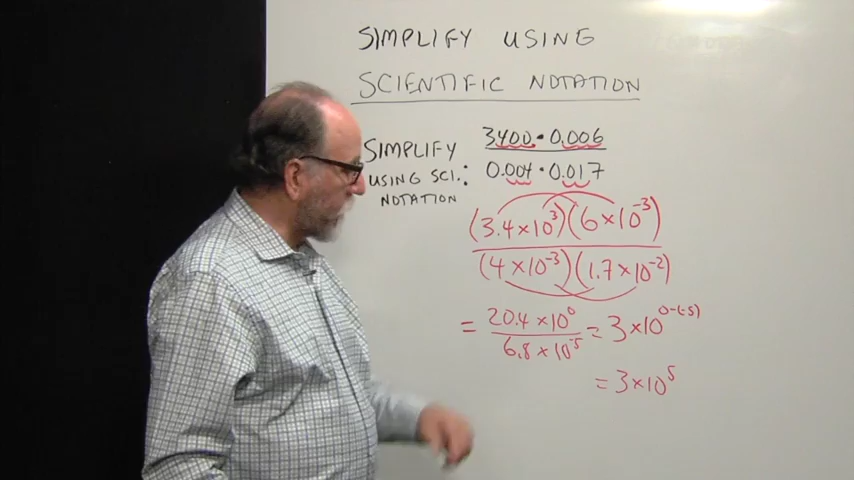 SIMPLIFY USING
SCIENTIFIC NOTATION
SIMPLIFY
USING SCI. :
NOTATION
3400 • 0.006
0.004 • 0.017
(3.4 × 10³)(6 × 10⁻³)
(4 × 10⁻³)(1.7 × 10⁻²)
= 20.4 × 10⁰ / 6.8 × 10⁻⁵ = 3 × 10⁰⁻⁽⁻⁵⁾
= 3 × 10⁵